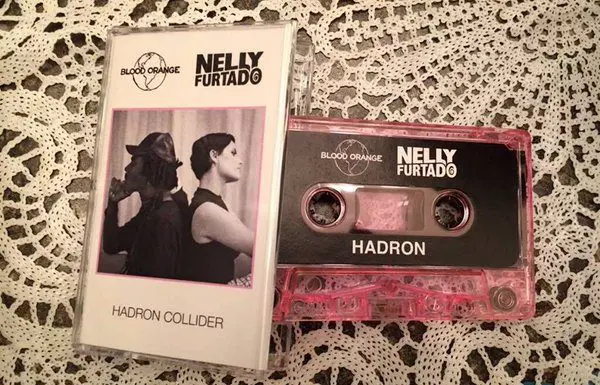 BLOOD ORANGE
NELLY
FURTADO
HADRON COLLIDER
BLOOD ORANGE
NELLY
FURTADO
HADRON